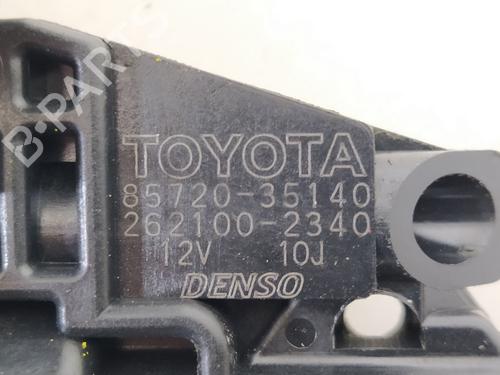 B-PARTS
TOYOTA
85720-35140
262100-2340
12V 10J
DENSO